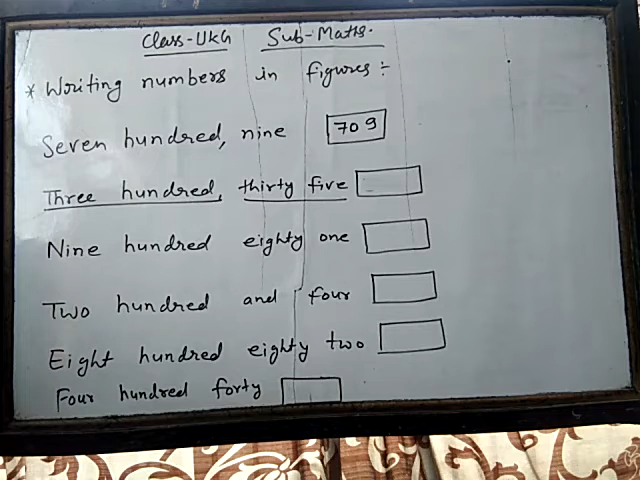 Class-UKG Sub-Maths.
* Writing numbers in figures :-
Seven hundred, nine 709
Three hundred, thirty five
Nine hundred eighty one
Two hundred and four
Eight hundred eighty two
Four hundred forty